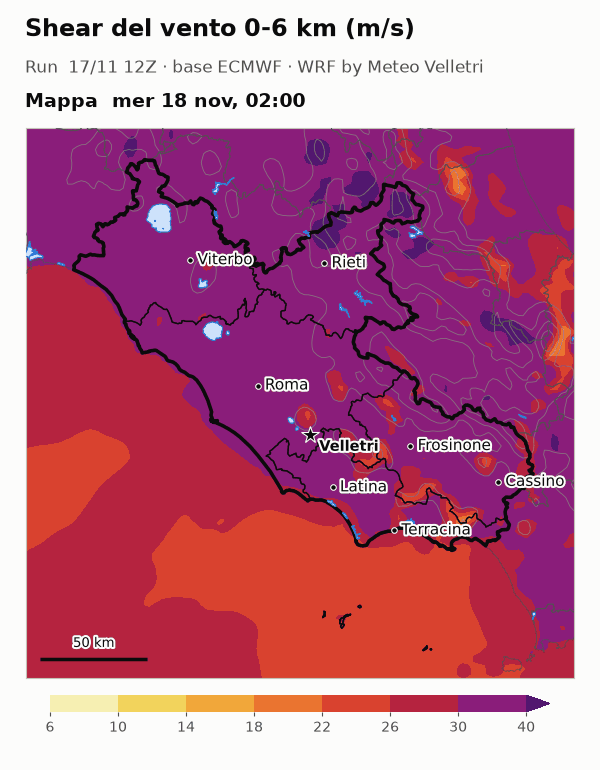 Shear del vento 0-6 km (m/s)
Run  17/11 12Z · base ECMWF · WRF by Meteo Velletri
Mappa  mer 18 nov, 02:00
Viterbo
Rieti
Roma
Velletri
Frosinone
Latina
Cassino
Terracina
50 km
6 10 14 18 22 26 30 40